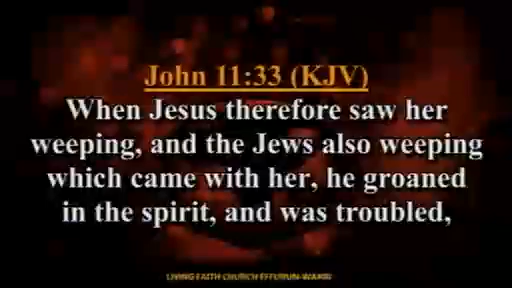 John 11:33 (KJV)
When Jesus therefore saw her
weeping, and the Jews also weeping
which came with her, he groaned
in the spirit, and was troubled,
LIVING FAITH CHURCH EFFURUN-WARRI